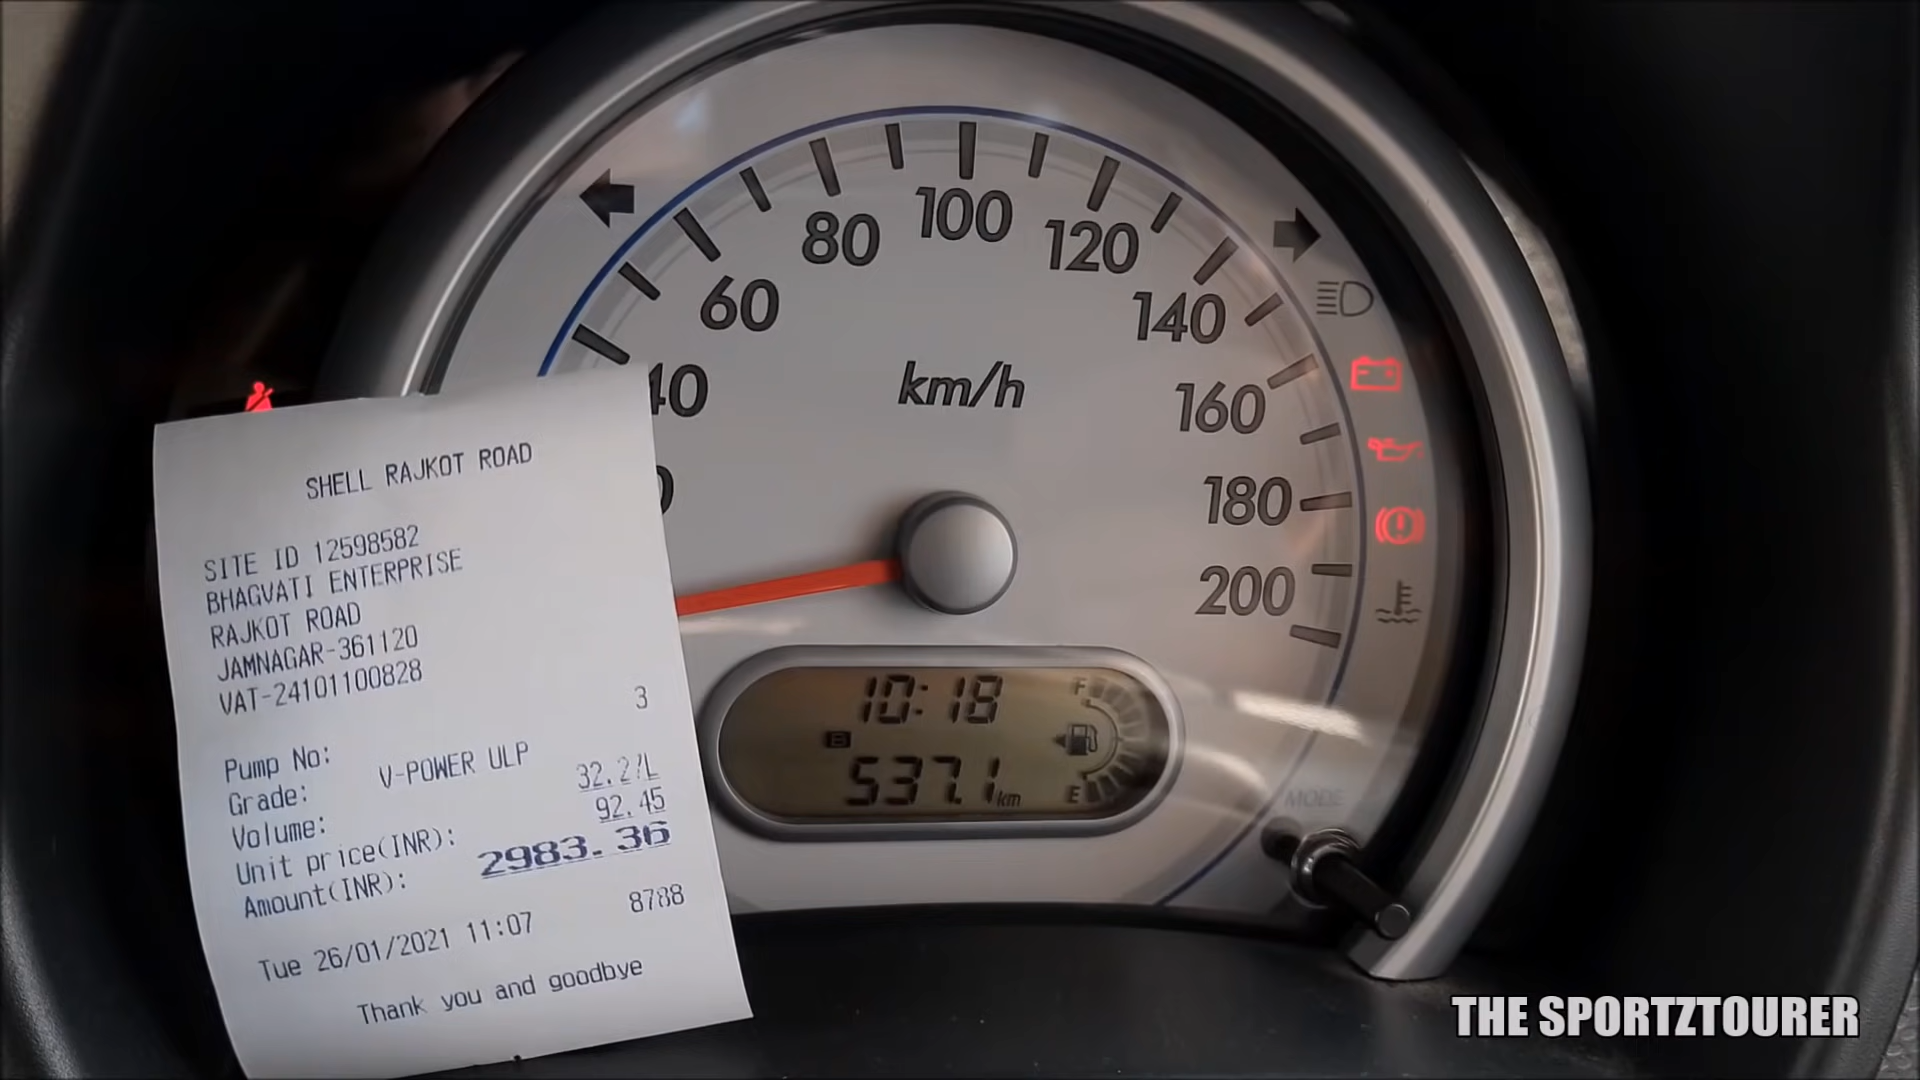 80
100
120
60
140
40
km/h
160
180
200
10:18
F
B
537.1 km
E
MODE
SHELL RAJKOT ROAD
SITE ID 12598582
BHAGVATI ENTERPRISE
RAJKOT ROAD
JAMNAGAR-361120
VAT-24101100828
Pump No: 3
Grade: V-POWER ULP
Volume: 32.27L
Unit price(INR): 92.45
Amount(INR): 2983.36
8788
Tue 26/01/2021 11:07
Thank you and goodbye
THE SPORTZTOURER